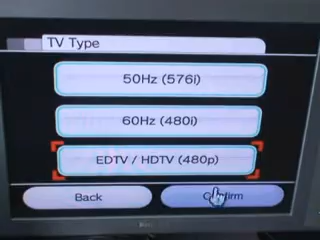 TV Type
50Hz (576i)
60Hz (480i)
EDTV / HDTV (480p)
Back
Confirm